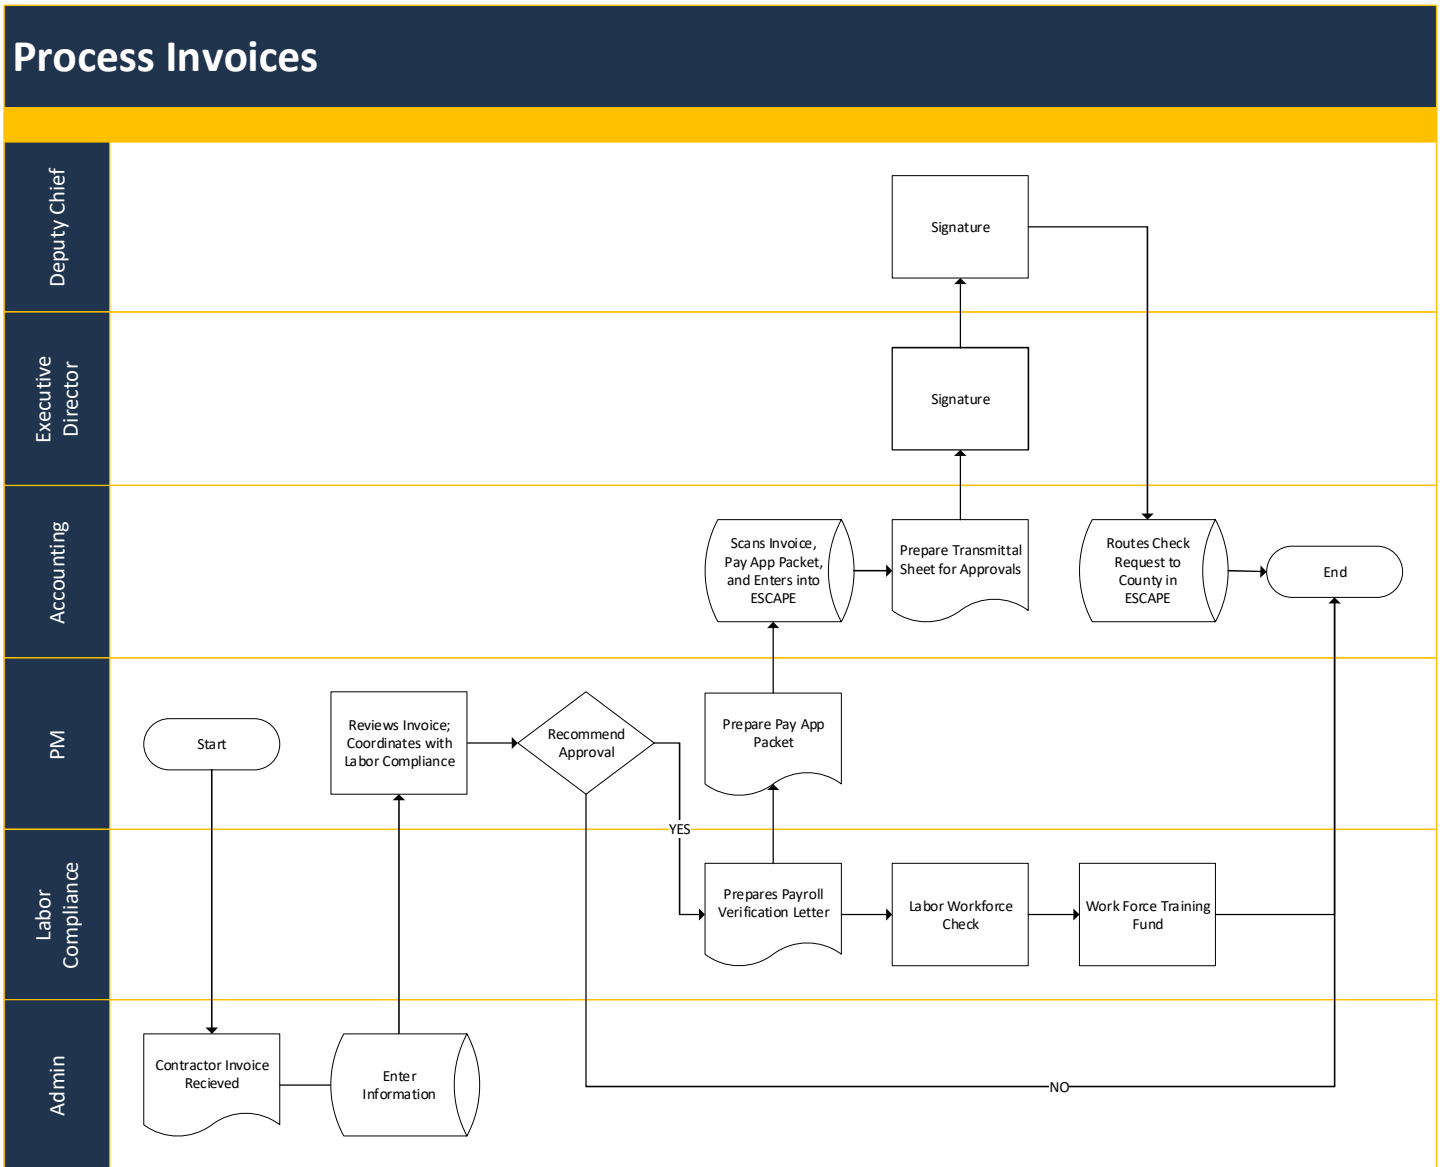 Process Invoices
Deputy Chief
Signature
Executive
Director
Signature
Accounting
Scans Invoice,
Pay App Packet,
and Enters into
ESCAPE
Prepare Transmittal
Sheet for Approvals
Routes Check
Request to
County in
ESCAPE
End
PM
Start
Reviews Invoice;
Coordinates with
Labor Compliance
Recommend
Approval
Prepare Pay App
Packet
YES
Labor
Compliance
Prepares Payroll
Verification Letter
Labor Workforce
Check
Work Force Training
Fund
Admin
Contractor Invoice
Recieved
Enter
Information
NO